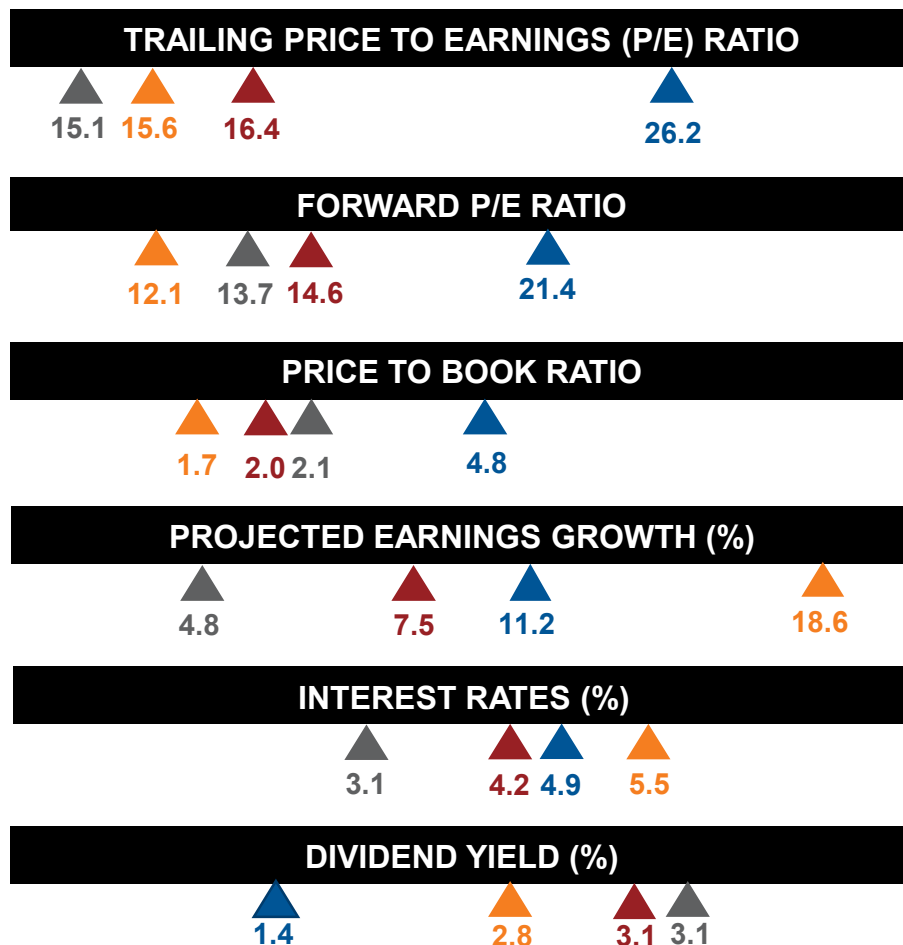 TRAILING PRICE TO EARNINGS (P/E) RATIO
15.1 15.6 16.4 26.2
FORWARD P/E RATIO
12.1 13.7 14.6 21.4
PRICE TO BOOK RATIO
1.7 2.0 2.1 4.8
PROJECTED EARNINGS GROWTH (%)
4.8 7.5 11.2 18.6
INTEREST RATES (%)
3.1 4.2 4.9 5.5
DIVIDEND YIELD (%)
1.4 2.8 3.1 3.1